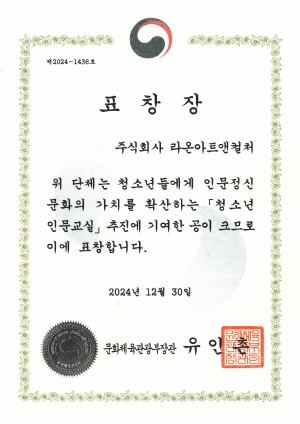 제2024-1436호
표 창 장
주식회사 라온아트앤컬처
위 단체는 청소년들에게 인문정신
문화의 가치를 확산하는 「청소년
인문교실」 추진에 기여한 공이 크므로
이에 표창합니다.
2024년 12월 30일
문화체육관광부장관 유인촌